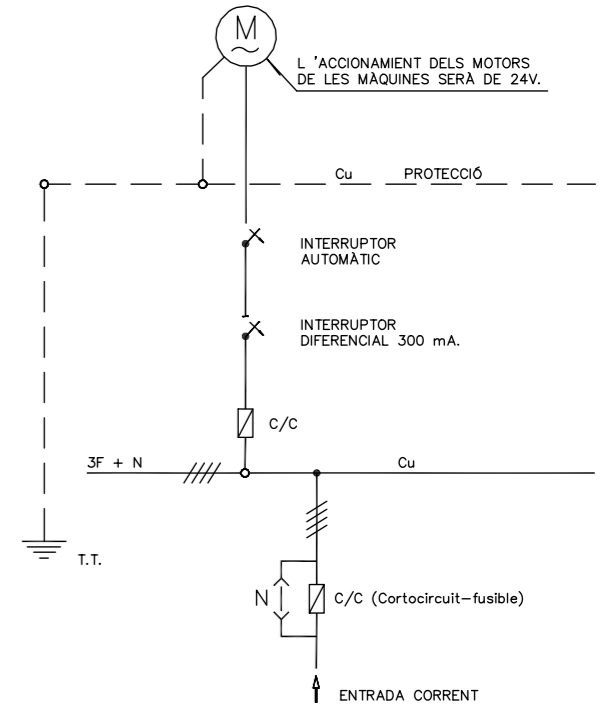 M
L 'ACCIONAMIENT DELS MOTORS
DE LES MÀQUINES SERÀ DE 24V.
Cu PROTECCIÓ
INTERRUPTOR
AUTOMÀTIC
INTERRUPTOR
DIFERENCIAL 300 mA.
C/C
3F + N Cu
T.T.
N C/C (Cortocircuit-fusible)
ENTRADA CORRENT